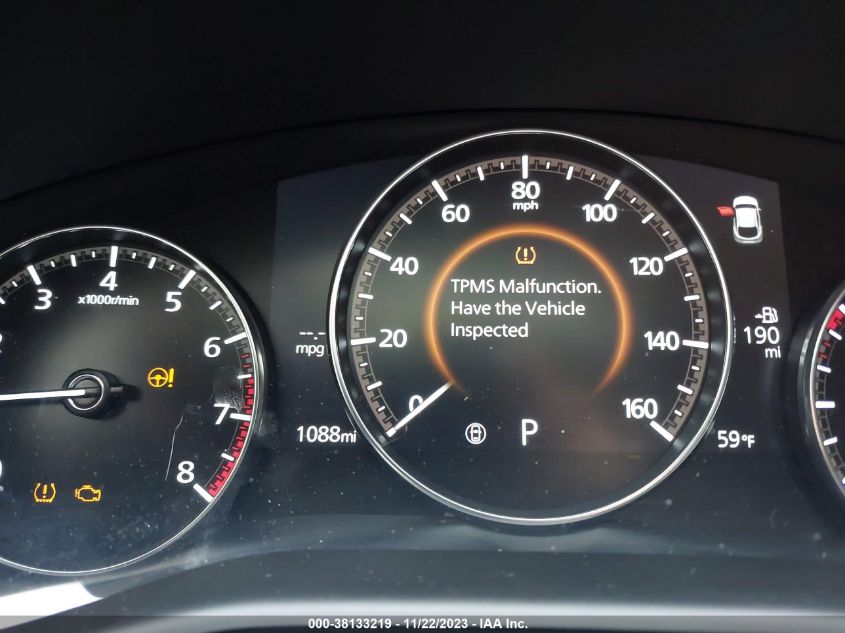 80
mph
60
100
40
120
20
140
0
160
TPMS Malfunction.
Have the Vehicle
Inspected
4
x1000r/min
3
5
6
7
8
--.-
mpg
1088mi
P
190
mi
59°F
000-38133219 - 11/22/2023 - IAA Inc.